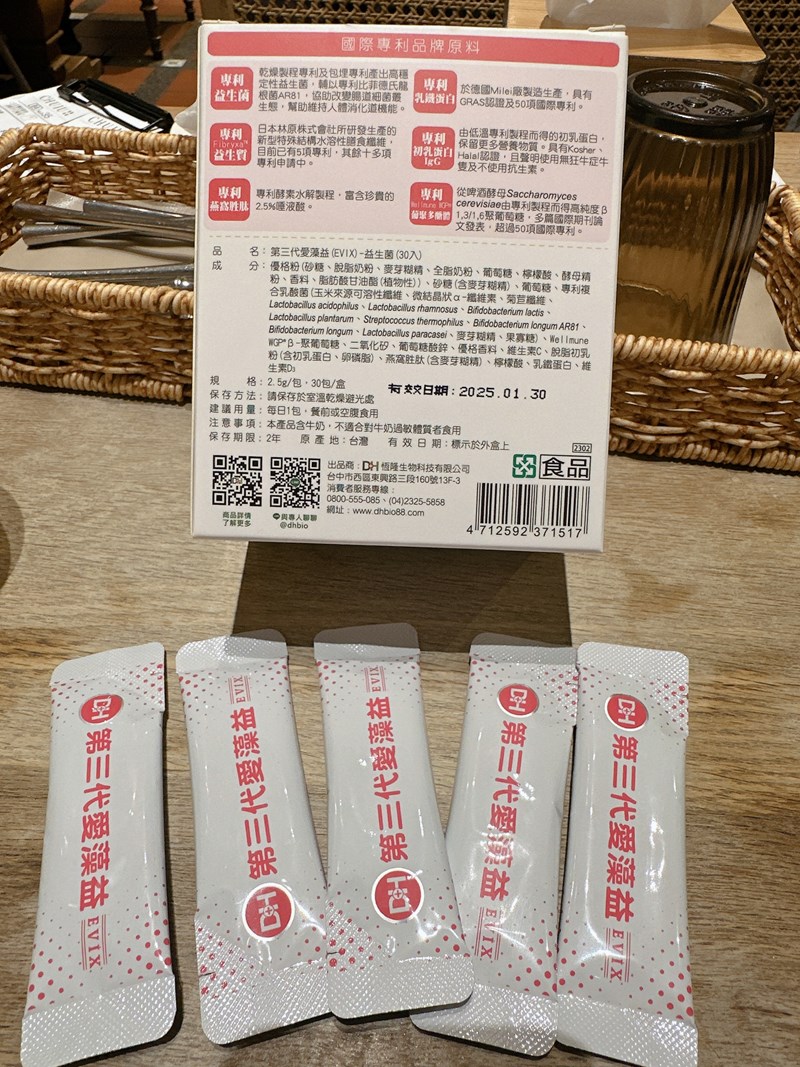 國際專利品牌原料
專利
益生菌
乾燥製程專利及包埋專利產出高穩
定性益生菌，輔以專利比菲德氏龍
根菌AR81，協助改變腸道細菌叢
生態，幫助維持人體消化道機能。
專利
乳鐵蛋白
於德國Milei廠製造生產，具有
GRAS認證及50項國際專利。
專利
Fibryxa™
益生質
日本林原株式會社所研發生產的
新型特殊結構水溶性膳食纖維，
目前已有5項專利，其餘十多項
專利申請中。
專利
初乳蛋白
IgG
由低溫專利製程而得的初乳蛋白，
保留更多營養物質。具有Kosher、
Halal認證，且聲明使用無狂牛症牛
隻及不使用抗生素。
專利
燕窩胜肽
專利酵素水解製程，富含珍貴的
2.5%唾液酸。
專利
Wellmune WGP®
葡聚多醣體
從啤酒酵母Saccharomyces
cerevisiae由專利製程而得高純度β
1,3/1,6聚葡萄糖，多篇國際期刊論
文發表，超過50項國際專利。
品名：第三代愛藻益(EVIX)-益生菌(30入)
成分：優格粉(砂糖、脫脂奶粉、麥芽糊精、全脂奶粉、葡萄糖、檸檬酸、酵母精
粉、香料、脂肪酸甘油酯(植物性))、砂糖(含麥芽糊精)、葡萄糖、專利複
合乳酸菌(玉米來源可溶性纖維、微結晶狀α-纖維素、菊苣纖維、
Lactobacillus acidophilus、Lactobacillus rhamnosus、Bifidobacterium lactis、
Lactobacillus plantarum、Streptococcus thermophilus、Bifidobacterium longum AR81、
Bifidobacterium longum、Lactobacillus paracasei、麥芽糊精、果寡糖)、Wellmune
WGP®β-聚葡萄糖、二氧化矽、葡萄糖酸鋅、優格香料、維生素C、脫脂初乳
粉(含初乳蛋白、卵磷脂)、燕窩胜肽(含麥芽糊精)、檸檬酸、乳鐵蛋白、維
生素D₃
規格：2.5g/包，30包/盒
有效日期：2025.01.30
保存方法：請保存於室溫乾燥避光處
建議用量：每日1包，餐前或空腹食用
注意事項：本產品含牛奶，不適合對牛奶過敏體質者食用
保存期限：2年 原產地：台灣 有效日期：標示於外盒上
2302
出品商：DH 恆隆生物科技有限公司
台中市西區東興路三段160號13F-3
消費者服務專線：
0800-555-085、(04)2325-5858
網址：www.dhbio88.com
食品
商品詳情
了解更多
與專人聊聊
@dhbio
4 712592 371517
DH 第三代愛藻益 EVIX
DH 第三代愛藻益 EVIX
DH 第三代愛藻益 EVIX
DH 第三代愛藻益 EVIX
DH 第三代愛藻益 EVIX